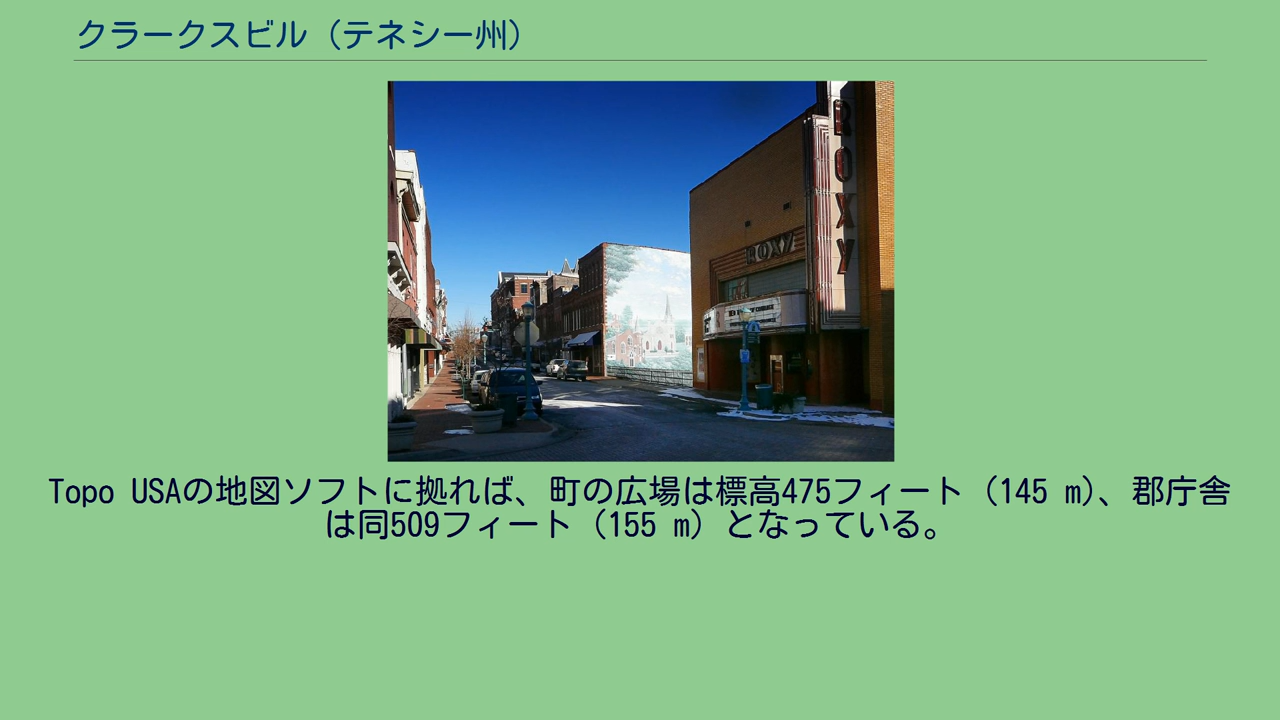 クラークスビル (テネシー州)
ROXY
ROXY
Topo USAの地図ソフトに拠れば、町の広場は標高475フィート (145 m)、郡庁舎
は同509フィート (155 m) となっている。